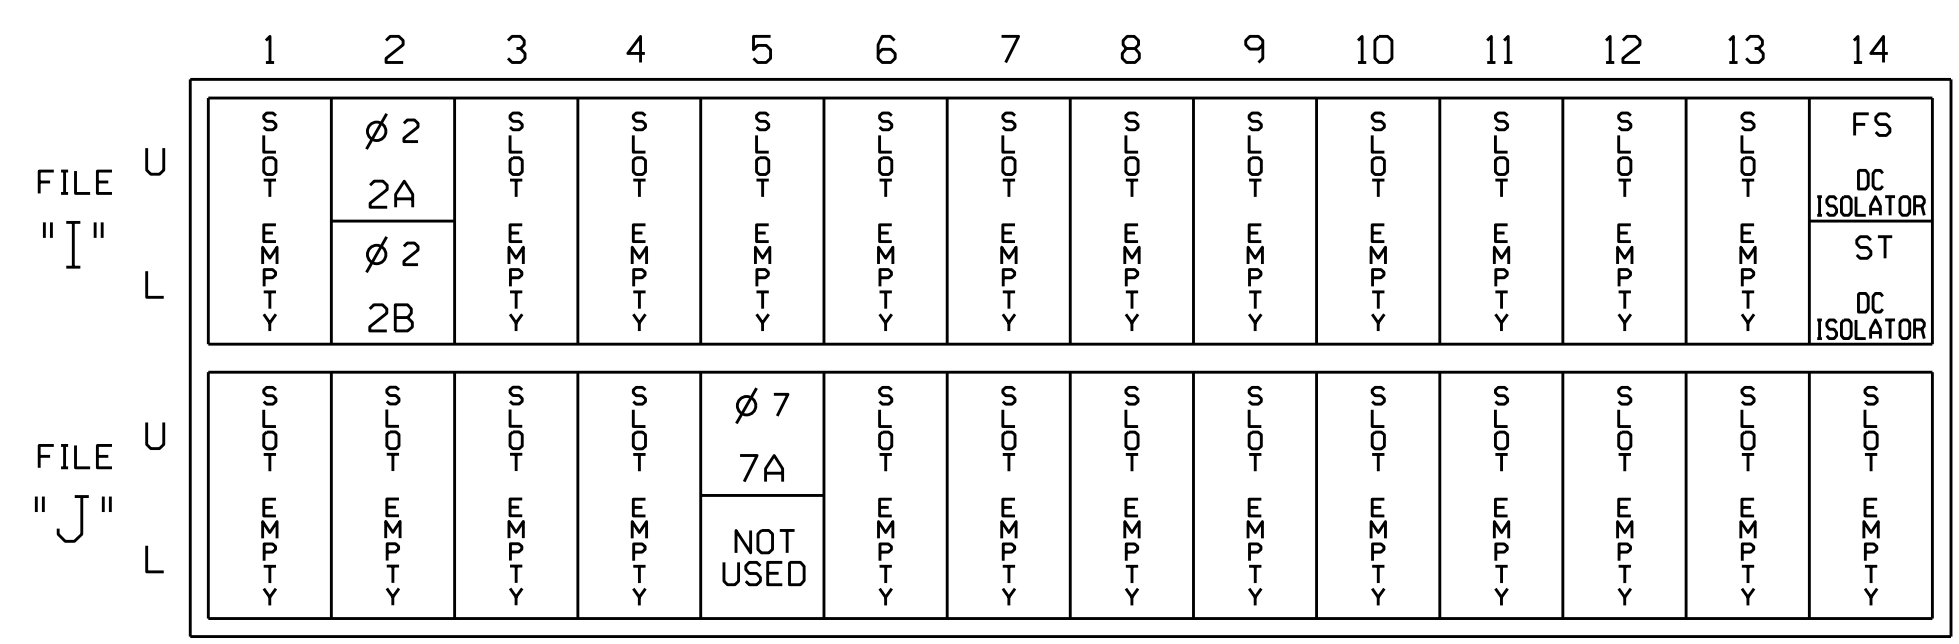 1 2 3 4 5 6 7 8 9 10 11 12 13 14
FILE "I"
U
L
SLOT EMPTY
ø 2
2A
ø 2
2B
SLOT EMPTY
SLOT EMPTY
SLOT EMPTY
SLOT EMPTY
SLOT EMPTY
SLOT EMPTY
SLOT EMPTY
SLOT EMPTY
SLOT EMPTY
SLOT EMPTY
SLOT EMPTY
FS
DC
ISOLATOR
ST
DC
ISOLATOR
FILE "J"
U
L
SLOT EMPTY
SLOT EMPTY
SLOT EMPTY
SLOT EMPTY
ø 7
7A
NOT
USED
SLOT EMPTY
SLOT EMPTY
SLOT EMPTY
SLOT EMPTY
SLOT EMPTY
SLOT EMPTY
SLOT EMPTY
SLOT EMPTY
SLOT EMPTY